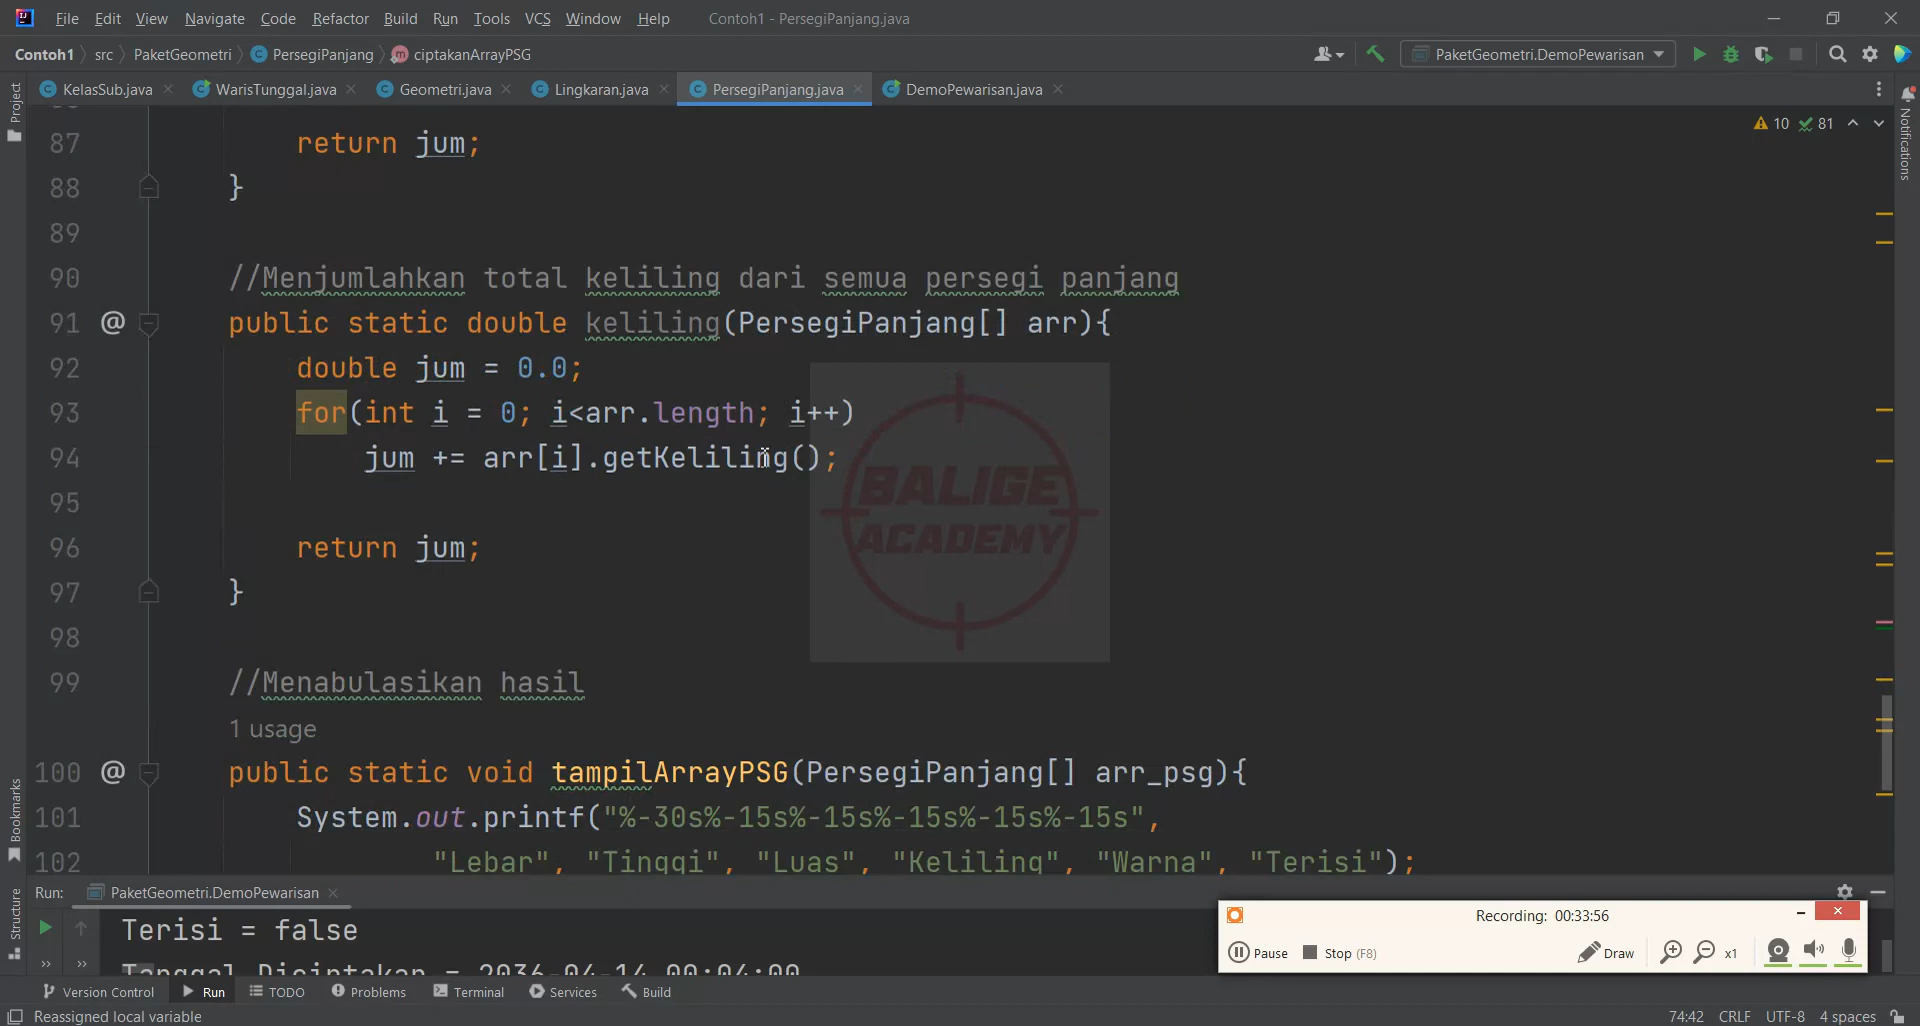 File Edit View Navigate Code Refactor Build Run Tools VCS Window Help Contoh1 - PersegiPanjang.java
Contoh1 src PaketGeometri PersegiPanjang ciptakanArrayPSG PaketGeometri.DemoPewarisan
KelasSub.java WarisTunggal.java Geometri.java Lingkaran.java PersegiPanjang.java DemoPewarisan.java
Project
Notifications
10 81
87 return jum;
88 }
89
90 //Menjumlahkan total keliling dari semua persegi panjang
91 @ public static double keliling(PersegiPanjang[] arr){
92 double jum = 0.0;
93 for(int i = 0; i<arr.length; i++)
94 jum += arr[i].getKeliling();
95
96 return jum;
97 }
98
99 //Menabulasikan hasil
1 usage
100 @ public static void tampilArrayPSG(PersegiPanjang[] arr_psg){
101 System.out.printf("%-30s%-15s%-15s%-15s%-15s%-15s",
102 "Lebar", "Tinggi", "Luas", "Keliling", "Warna", "Terisi");
BALIGE
ACADEMY
Bookmarks
Structure
Run: PaketGeometri.DemoPewarisan
Terisi = false
Tanggal Diciptakan = 2036-04-14 00:04:00
Recording: 00:33:56
Pause Stop (F8) Draw x1
Version Control Run TODO Problems Terminal Services Build
Reassigned local variable 74:42 CRLF UTF-8 4 spaces